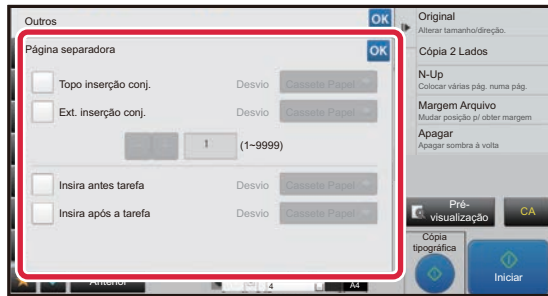 Outros
OK
Página separadora
OK
Topo inserção conj.
Desvio
Cassete Papel
Ext. inserção conj.
Desvio
Cassete Papel
1
(1~9999)
Insira antes tarefa
Desvio
Cassete Papel
Insira após a tarefa
Desvio
Cassete Papel
Anterior
4
A4
Original
Alterar tamanho/direção.
Cópia 2 Lados
N-Up
Colocar várias pág. numa pág.
Margem Arquivo
Mudar posição p/ obter margem
Apagar
Apagar sombra à volta
Pré-
visualização
CA
Cópia
tipográfica
Iniciar